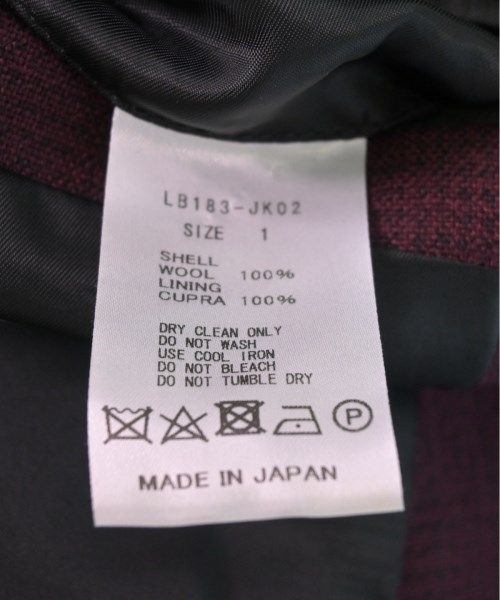 LB183-JK02
SIZE 1
SHELL
WOOL 100%
LINING
CUPRA 100%
DRY CLEAN ONLY
DO NOT WASH
USE COOL IRON
DO NOT BLEACH
DO NOT TUMBLE DRY
P
MADE IN JAPAN